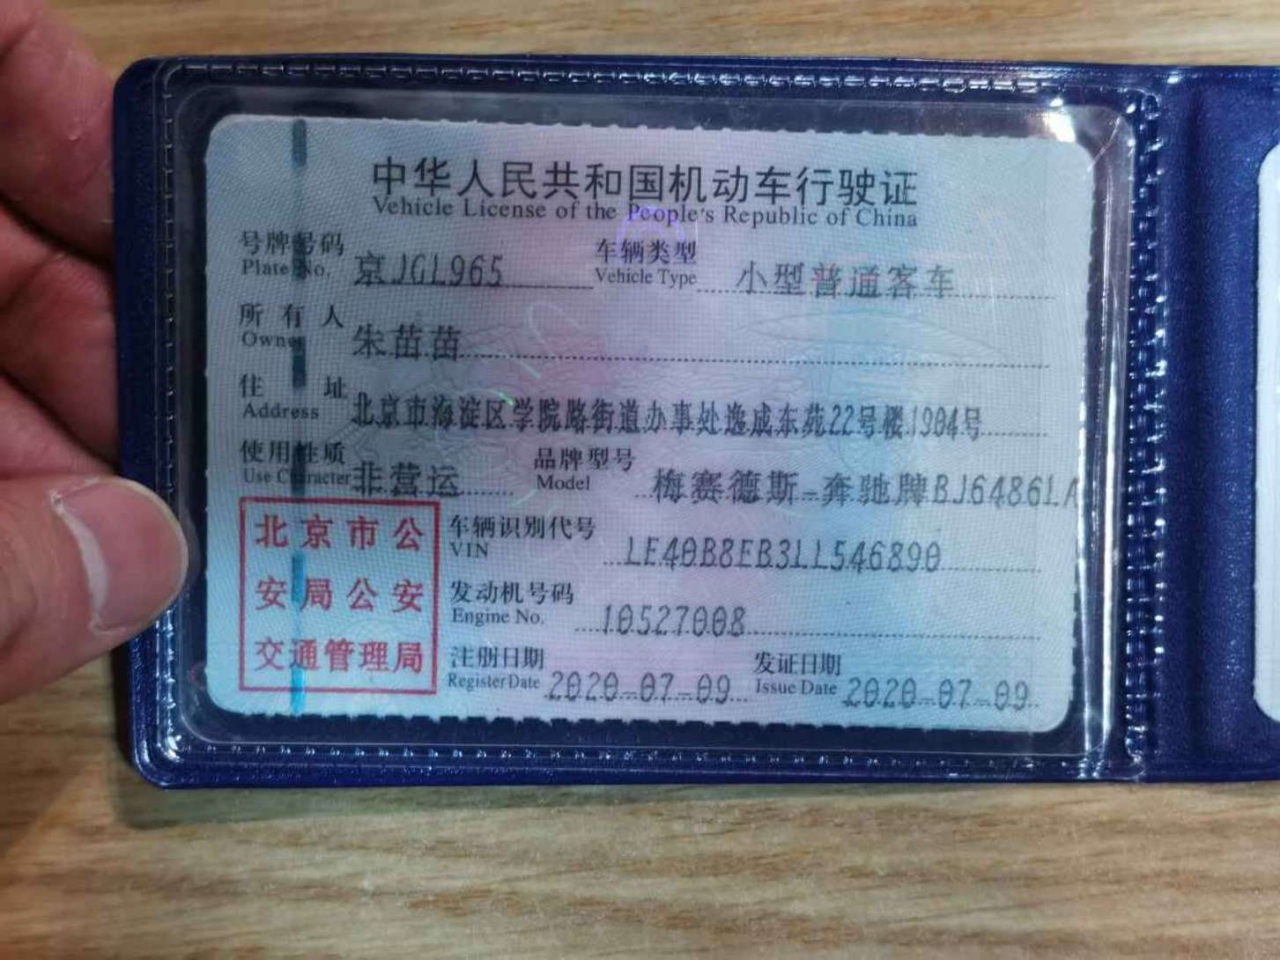 中华人民共和国机动车行驶证
Vehicle License of the People's Republic of China
号牌号码 京JGL965 车辆类型 小型普通客车
Plate No. Vehicle Type
所有人 朱苗苗
Owner
住址 北京市海淀区学院路街道办事处逸成东苑22号楼1904号
Address
使用性质 非营运 品牌型号 梅赛德斯-奔驰牌BJ6486LA
Use Character Model
北京市公
安局公安
交通管理局
车辆识别代号 LE40B8EB3LL546890
VIN
发动机号码 10527008
Engine No.
注册日期 2020-07-09 发证日期 2020-07-09
Register Date Issue Date